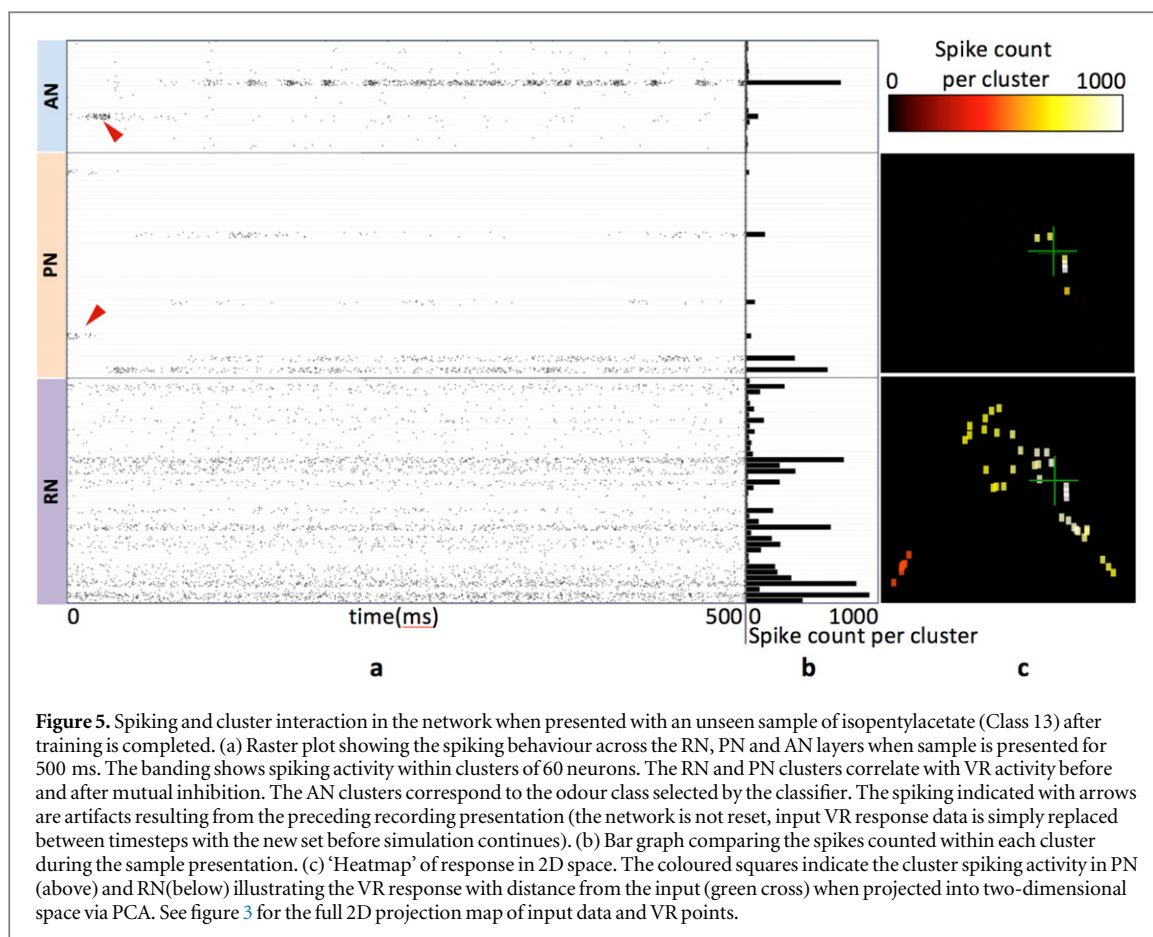 AN
PN
RN
0
time(ms)
500
0
1000
Spike count per cluster
Spike count
per cluster
0
1000
a
b
c
Figure 5. Spiking and cluster interaction in the network when presented with an unseen sample of isopentylacetate (Class 13) after
training is completed. (a) Raster plot showing the spiking behaviour across the RN, PN and AN layers when sample is presented for
500 ms. The banding shows spiking activity within clusters of 60 neurons. The RN and PN clusters correlate with VR activity before
and after mutual inhibition. The AN clusters correspond to the odour class selected by the classifier. The spiking indicated with arrows
are artifacts resulting from the preceding recording presentation (the network is not reset, input VR response data is simply replaced
between timesteps with the new set before simulation continues). (b) Bar graph comparing the spikes counted within each cluster
during the sample presentation. (c) ‘Heatmap’ of response in 2D space. The coloured squares indicate the cluster spiking activity in PN
(above) and RN(below) illustrating the VR response with distance from the input (green cross) when projected into two-dimensional
space via PCA. See figure 3 for the full 2D projection map of input data and VR points.